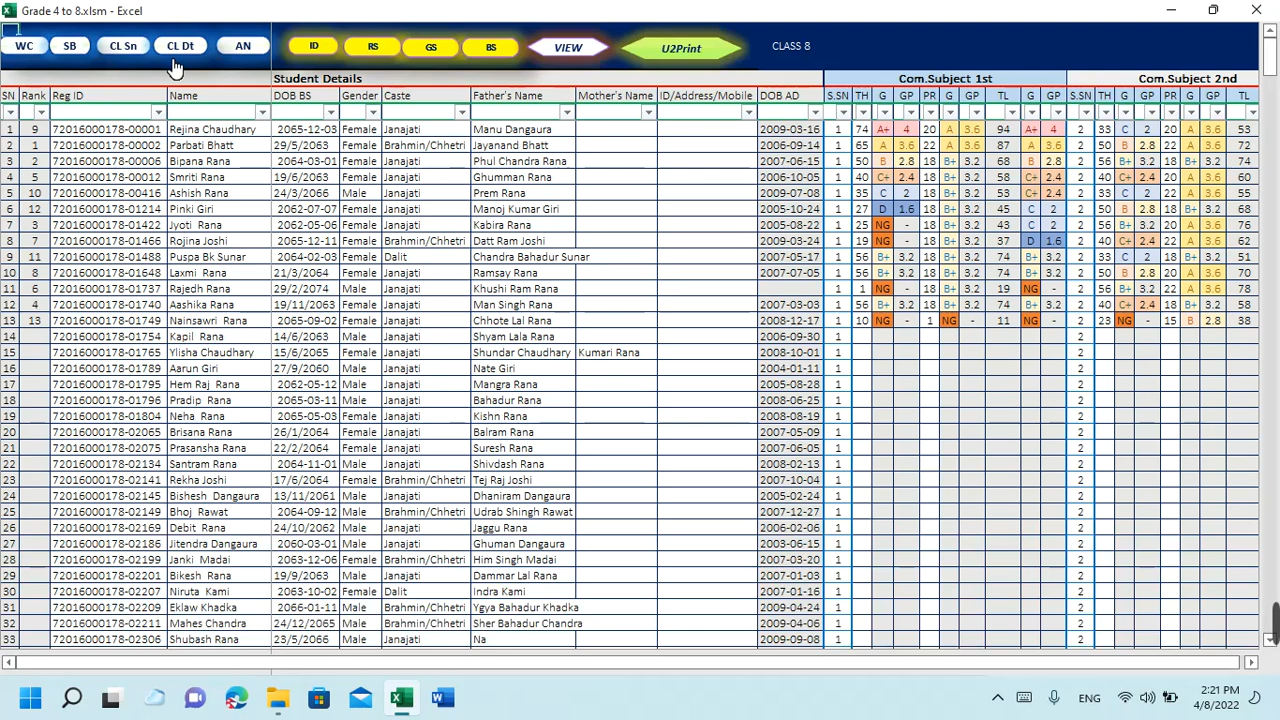 Grade 4 to 8.xlsm - Excel
WC SB CL Sn CL Dt AN ID RS GS BS VIEW U2Print CLASS 8
Student Details Com.Subject 1st Com.Subject 2nd
SN Rank Reg ID Name DOB BS Gender Caste Father's Name Mother's Name ID/Address/Mobile DOB AD S.SN TH G GP PR G GP TL G GP S.SN TH G GP PR G GP TL
1 9 72016000178-00001 Rejina Chaudhary 2065-12-03 Female Janajati Manu Dangaura 2009-03-16 1 74 A+ 4 20 A 3.6 94 A+ 4 2 33 C 2 20 A 3.6 53
2 1 72016000178-00002 Parbati Bhatt 29/5/2063 Female Brahmin/Chhetri Jayanand Bhatt 2006-09-14 1 65 A 3.6 22 A 3.6 87 A 3.6 2 50 B 2.8 22 A 3.6 72
3 2 72016000178-00006 Bipana Rana 2064-03-01 Female Janajati Phul Chandra Rana 2007-06-15 1 50 B 2.8 18 B+ 3.2 68 B 2.8 2 56 B+ 3.2 18 B+ 3.2 74
4 5 72016000178-00012 Smriti Rana 19/6/2063 Female Janajati Ghumman Rana 2006-10-05 1 40 C+ 2.4 18 B+ 3.2 58 C+ 2.4 2 40 C+ 2.4 20 A 3.6 60
5 10 72016000178-00416 Ashish Rana 24/3/2066 Male Janajati Prem Rana 2009-07-08 1 35 C 2 18 B+ 3.2 53 C+ 2.4 2 33 C 2 22 A 3.6 55
6 12 72016000178-01214 Pinki Giri 2062-07-07 Female Janajati Manoj Kumar Giri 2005-10-24 1 27 D 1.6 18 B+ 3.2 45 C 2 2 50 B 2.8 18 B+ 3.2 68
7 3 72016000178-01422 Jyoti Rana 2062-05-06 Female Janajati Kabira Rana 2005-08-22 1 25 NG - 18 B+ 3.2 43 C 2 2 56 B+ 3.2 20 A 3.6 76
8 7 72016000178-01466 Rojina Joshi 2065-12-11 Female Brahmin/Chhetri Datt Ram Joshi 2009-03-24 1 19 NG - 18 B+ 3.2 37 D 1.6 2 40 C+ 2.4 22 A 3.6 62
9 11 72016000178-01488 Puspa Bk Sunar 2064-02-03 Female Dalit Chandra Bahadur Sunar 2007-05-17 1 56 B+ 3.2 18 B+ 3.2 74 B+ 3.2 2 33 C 2 18 B+ 3.2 51
10 8 72016000178-01648 Laxmi Rana 21/3/2064 Female Janajati Ramsay Rana 2007-07-05 1 56 B+ 3.2 18 B+ 3.2 74 B+ 3.2 2 50 B 2.8 20 A 3.6 70
11 6 72016000178-01737 Rajedh Rana 29/2/2064 Male Janajati Khushi Ram Rana 1 1 NG - 18 B+ 3.2 19 NG - 2 56 B+ 3.2 22 A 3.6 78
12 4 72016000178-01740 Aashika Rana 19/11/2063 Female Janajati Man Singh Rana 2007-03-03 1 56 B+ 3.2 18 B+ 3.2 74 B+ 3.2 2 40 C+ 2.4 18 B+ 3.2 58
13 13 72016000178-01749 Nainsawri Rana 2065-09-02 Female Janajati Chhote Lal Rana 2008-12-17 1 10 NG - 1 NG - 11 NG - 2 23 NG - 15 B 2.8 38
14 72016000178-01754 Kapil Rana 14/6/2063 Male Janajati Shyam Lala Rana 2006-09-30 1 2
15 72016000178-01765 Ylisha Chaudhary 15/6/2065 Female Janajati Shundar Chaudhary Kumari Rana 2008-10-01 1 2
16 72016000178-01789 Aarun Giri 27/9/2060 Male Janajati Nate Giri 2004-01-11 1 2
17 72016000178-01795 Hem Raj Rana 2062-05-12 Male Janajati Mangra Rana 2005-08-28 1 2
18 72016000178-01796 Pradip Rana 2065-03-11 Male Janajati Bahadur Rana 2008-06-25 1 2
19 72016000178-01804 Neha Rana 2065-05-03 Female Janajati Kishn Rana 2008-08-19 1 2
20 72016000178-02065 Brisana Rana 26/1/2064 Female Janajati Balram Rana 2007-05-09 1 2
21 72016000178-02075 Prasansha Rana 22/2/2064 Female Janajati Suresh Rana 2007-06-05 1 2
22 72016000178-02134 Santram Rana 2064-11-01 Male Janajati Shivdash Rana 2008-02-13 1 2
23 72016000178-02141 Rekha Joshi 17/6/2064 Female Brahmin/Chhetri Tej Raj Joshi 2007-10-04 1 2
24 72016000178-02145 Bishesh Dangaura 13/11/2061 Male Janajati Dhaniram Dangaura 2005-02-24 1 2
25 72016000178-02149 Bhoj Rawat 2064-09-09 Male Brahmin/Chhetri Udrab Shingh Rawat 2007-12-27 1 2
26 72016000178-02169 Debit Rana 24/10/2062 Male Janajati Jaggu Rana 2006-02-06 1 2
27 72016000178-02186 Jitendra Dangaura 2060-03-01 Male Janajati Ghuman Dangaura 2003-06-15 1 2
28 72016000178-02199 Janki Madai 2063-12-06 Female Brahmin/Chhetri Him Singh Madai 2007-03-20 1 2
29 72016000178-02201 Bikesh Rana 19/9/2063 Male Janajati Dammar Lal Rana 2007-01-03 1 2
30 72016000178-02207 Niruta Kami 2063-10-02 Female Dalit Indra Kami 2007-01-16 1 2
31 72016000178-02209 Eklaw Khadka 2066-01-11 Male Brahmin/Chhetri Ygya Bahadur Khadka 2009-04-24 1 2
32 72016000178-02211 Mahes Chandra 24/12/2065 Male Brahmin/Chhetri Sher Bahadur Chandra 2009-04-06 1 2
33 72016000178-02306 Shubash Rana 23/5/2066 Male Janajati Na 2009-09-08 1 2
ENG 2:21 PM
4/8/2022